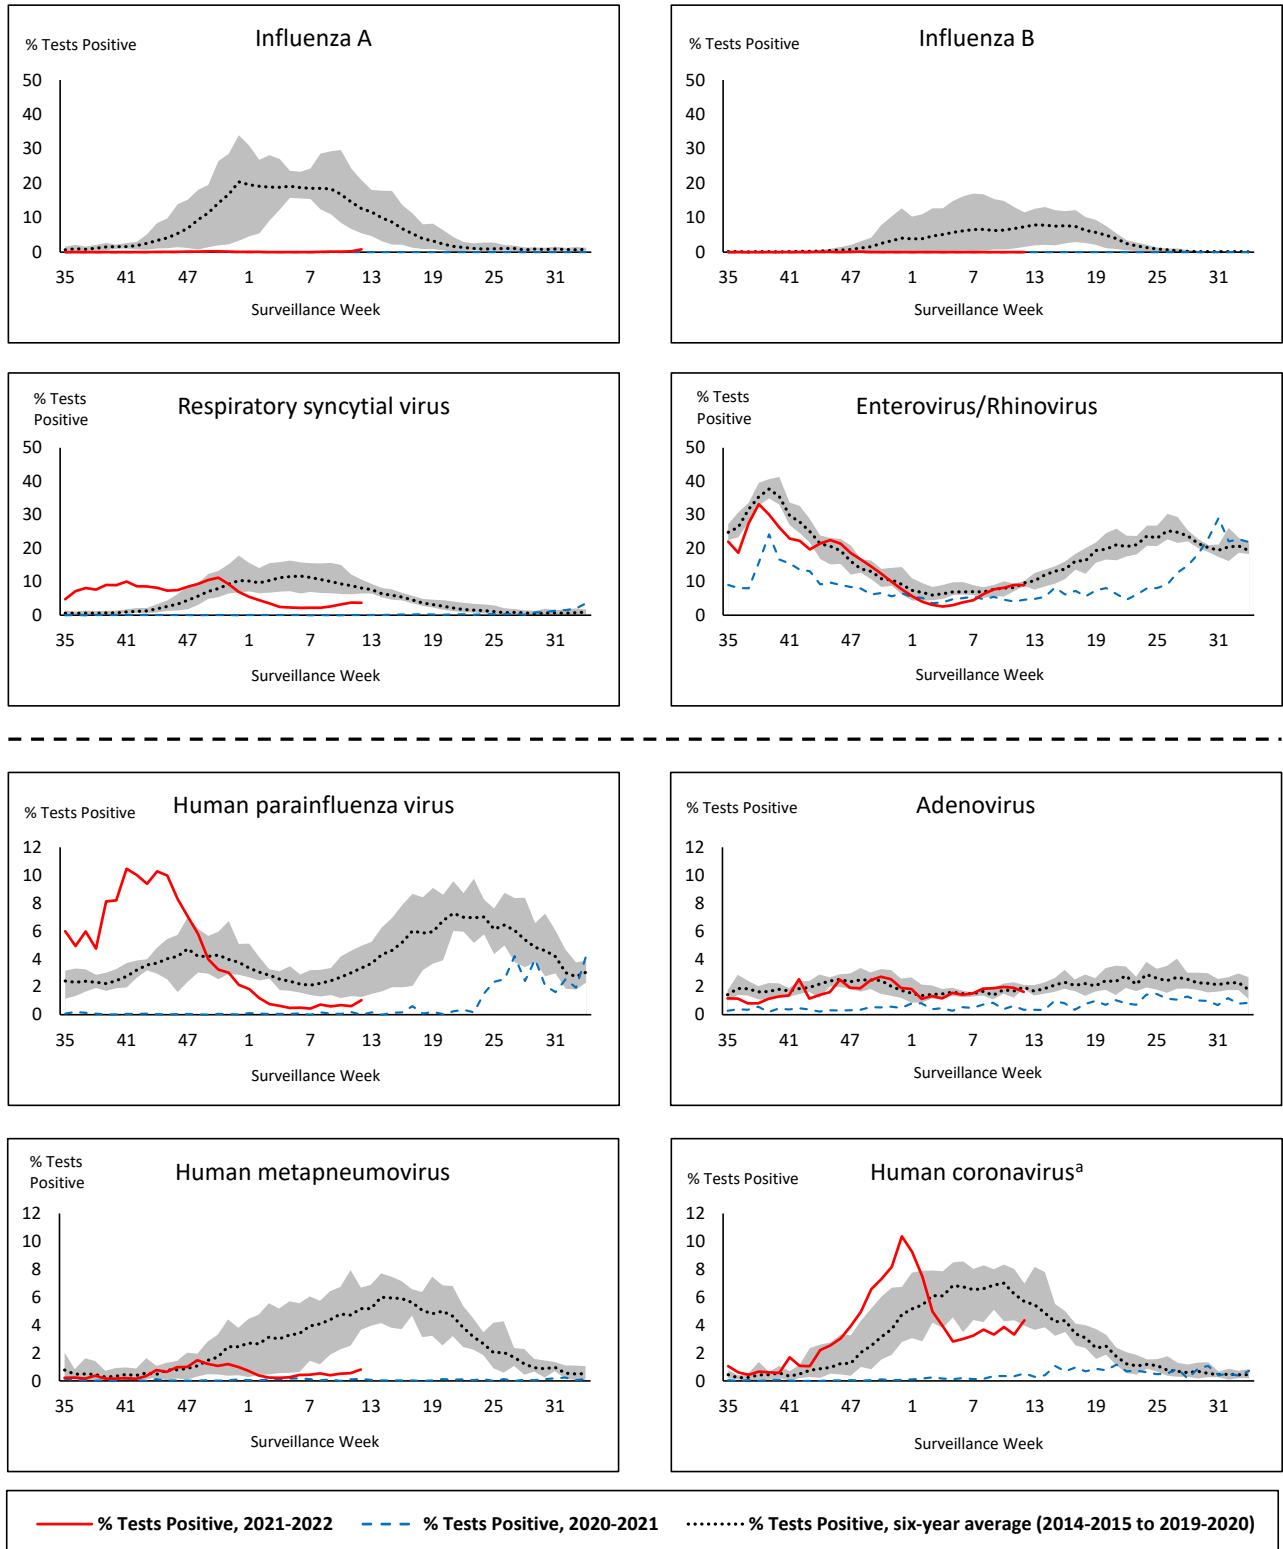 Influenza A
% Tests Positive
50
40
30
20
10
0
35 41 47 1 7 13 19 25 31
Surveillance Week
Influenza B
% Tests Positive
50
40
30
20
10
0
35 41 47 1 7 13 19 25 31
Surveillance Week
Respiratory syncytial virus
% Tests
Positive
50
40
30
20
10
0
35 41 47 1 7 13 19 25 31
Surveillance Week
Enterovirus/Rhinovirus
% Tests
Positive
50
40
30
20
10
0
35 41 47 1 7 13 19 25 31
Surveillance Week
Human parainfluenza virus
% Tests Positive
12
10
8
6
4
2
0
35 41 47 1 7 13 19 25 31
Surveillance Week
Adenovirus
% Tests Positive
12
10
8
6
4
2
0
35 41 47 1 7 13 19 25 31
Surveillance Week
Human metapneumovirus
% Tests
Positive
12
10
8
6
4
2
0
35 41 47 1 7 13 19 25 31
Surveillance Week
Human coronavirusᵃ
% Tests Positive
12
10
8
6
4
2
0
35 41 47 1 7 13 19 25 31
Surveillance Week
% Tests Positive, 2021-2022 % Tests Positive, 2020-2021 % Tests Positive, six-year average (2014-2015 to 2019-2020)